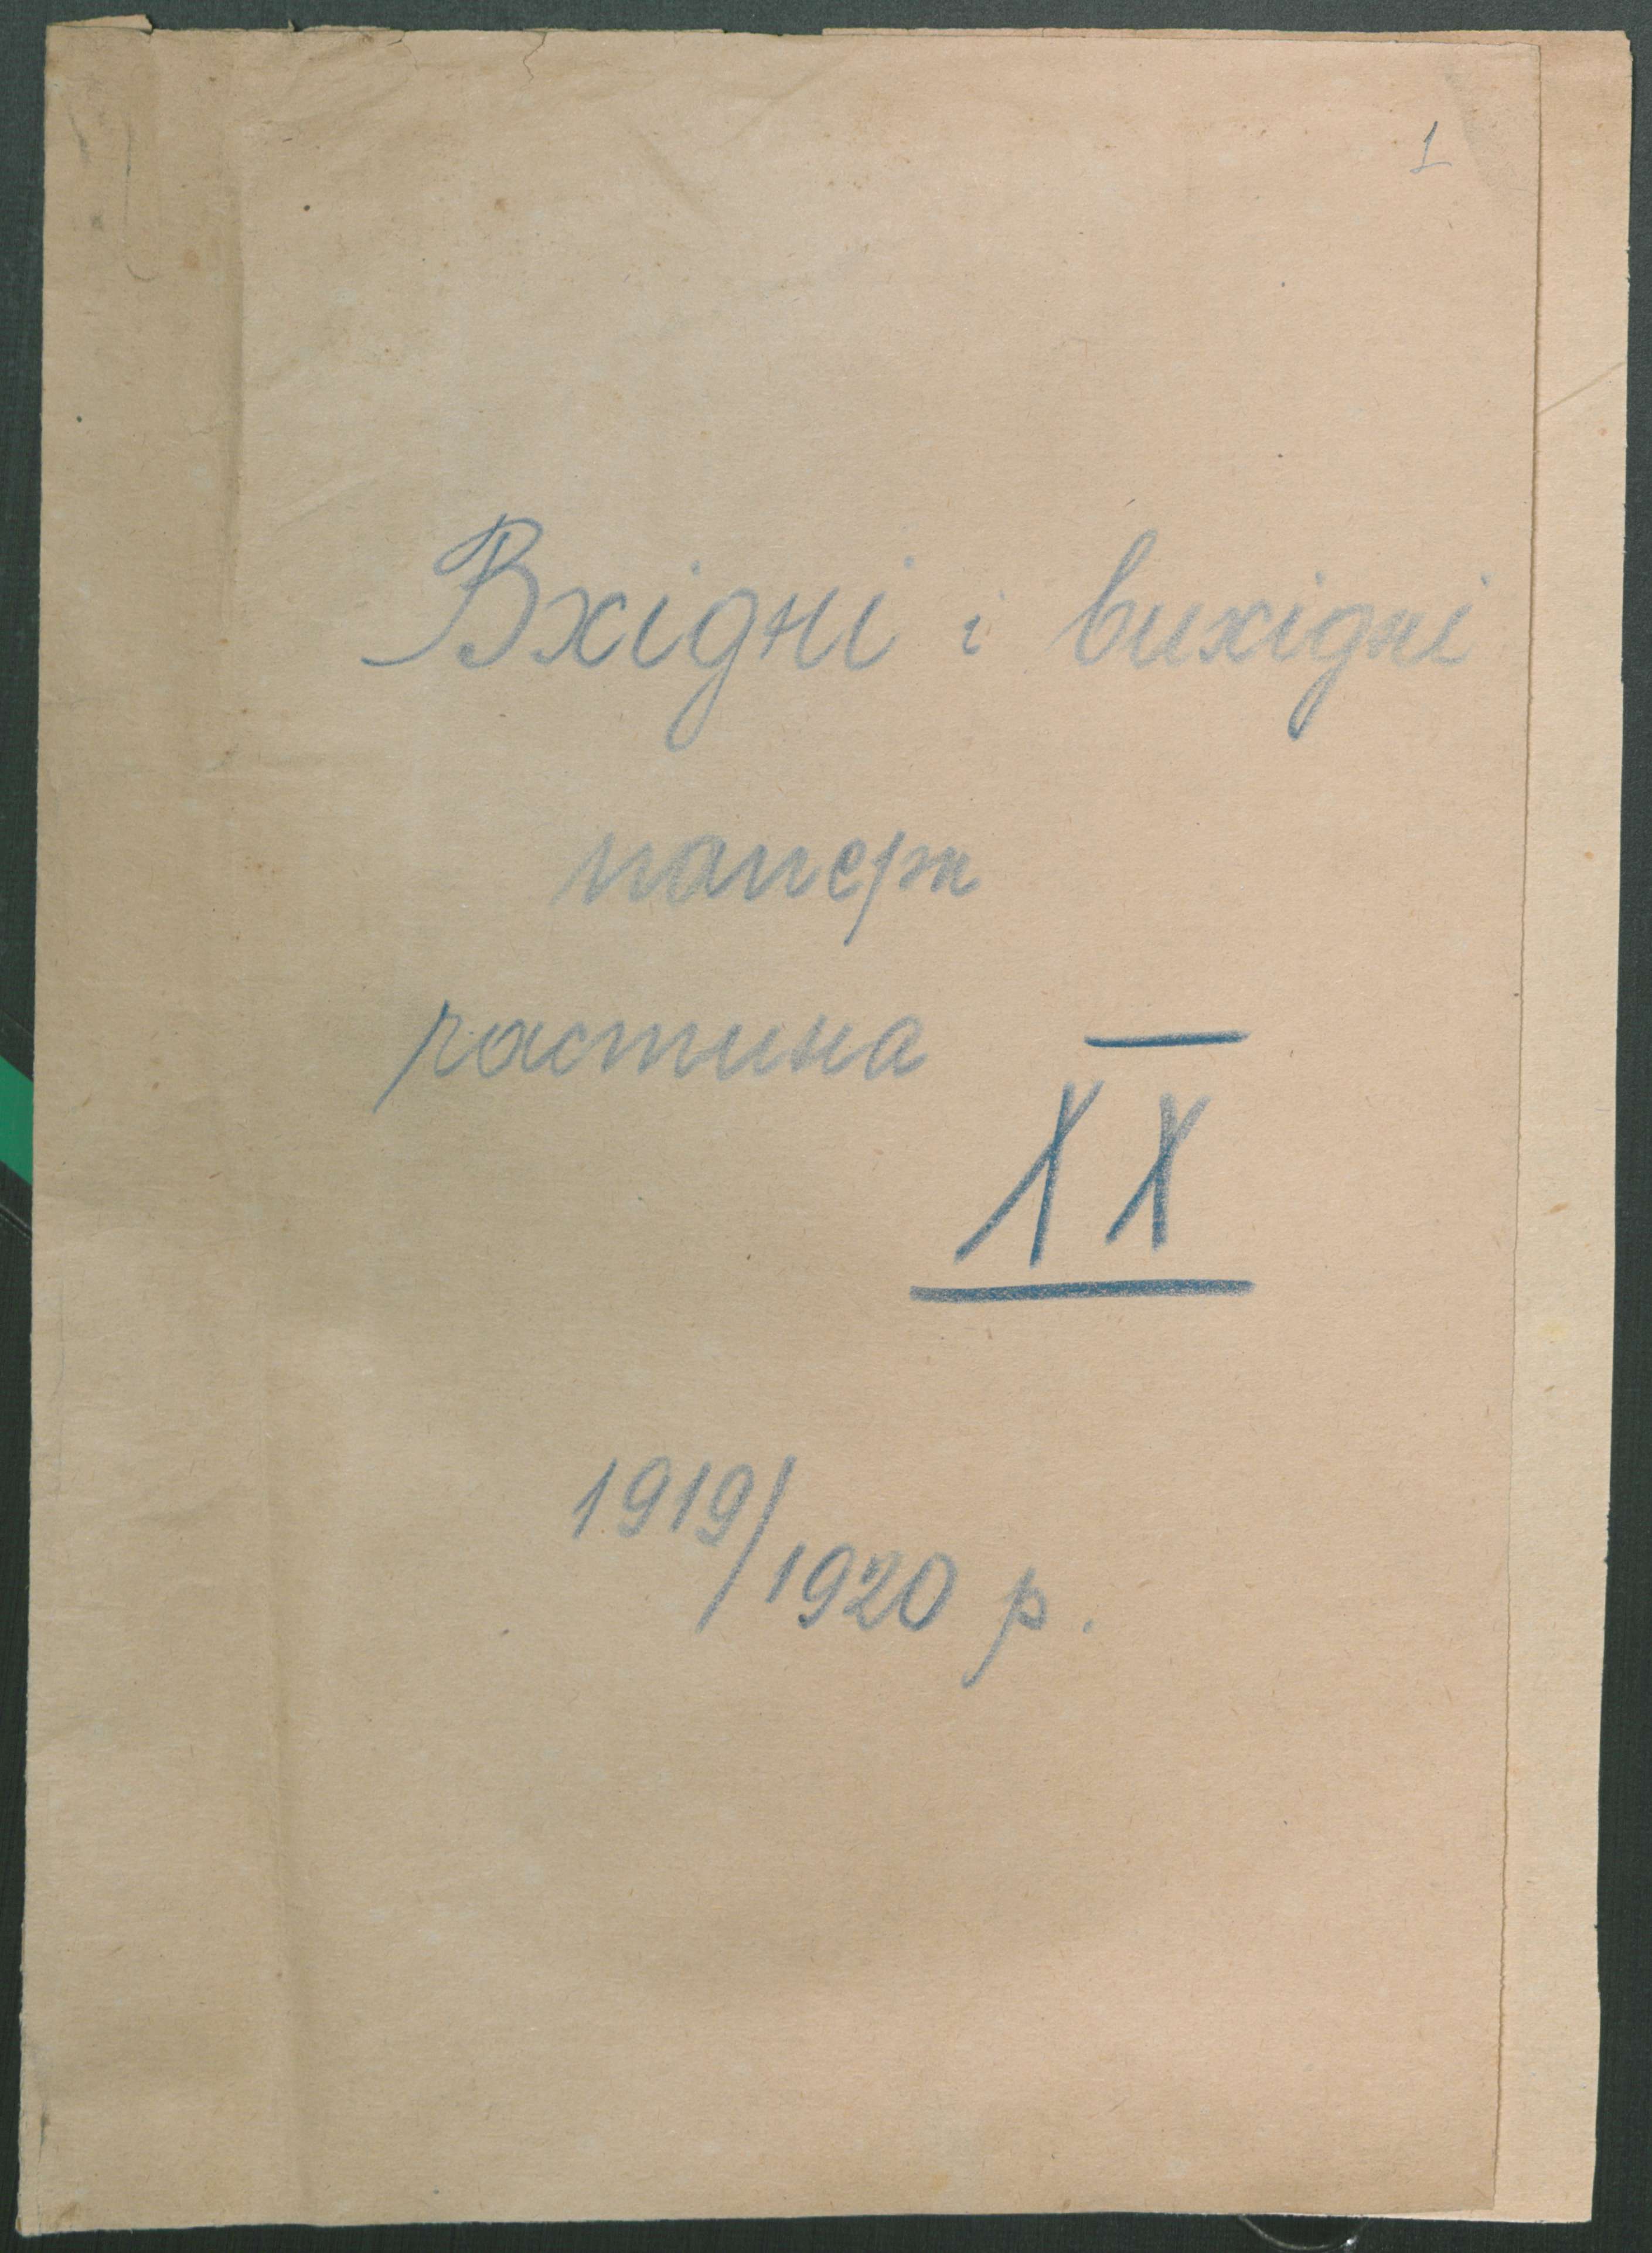 1
Вхідні і вихідні
папери
частина
XX
1919/1920 р.